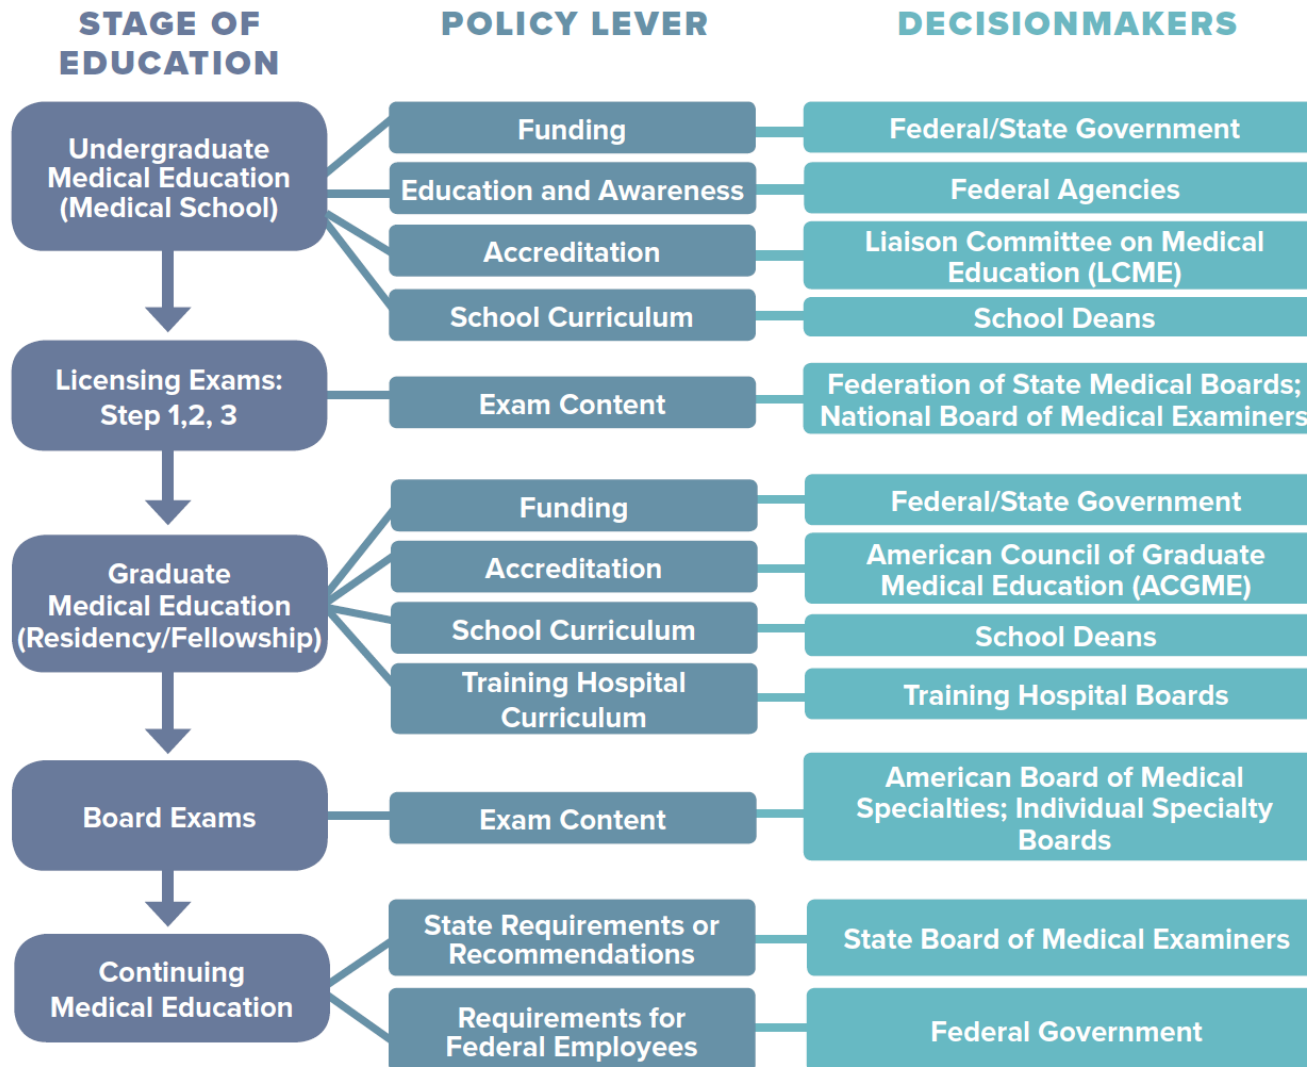 STAGE OF
EDUCATION
POLICY LEVER
DECISIONMAKERS
Undergraduate
Medical Education
(Medical School)
Funding
Federal/State Government
Education and Awareness
Federal Agencies
Accreditation
Liaison Committee on Medical
Education (LCME)
School Curriculum
School Deans
Licensing Exams:
Step 1,2, 3
Exam Content
Federation of State Medical Boards;
National Board of Medical Examiners
Graduate
Medical Education
(Residency/Fellowship)
Funding
Federal/State Government
Accreditation
American Council of Graduate
Medical Education (ACGME)
School Curriculum
School Deans
Training Hospital
Curriculum
Training Hospital Boards
Board Exams
Exam Content
American Board of Medical
Specialties; Individual Specialty
Boards
Continuing
Medical Education
State Requirements or
Recommendations
State Board of Medical Examiners
Requirements for
Federal Employees
Federal Government